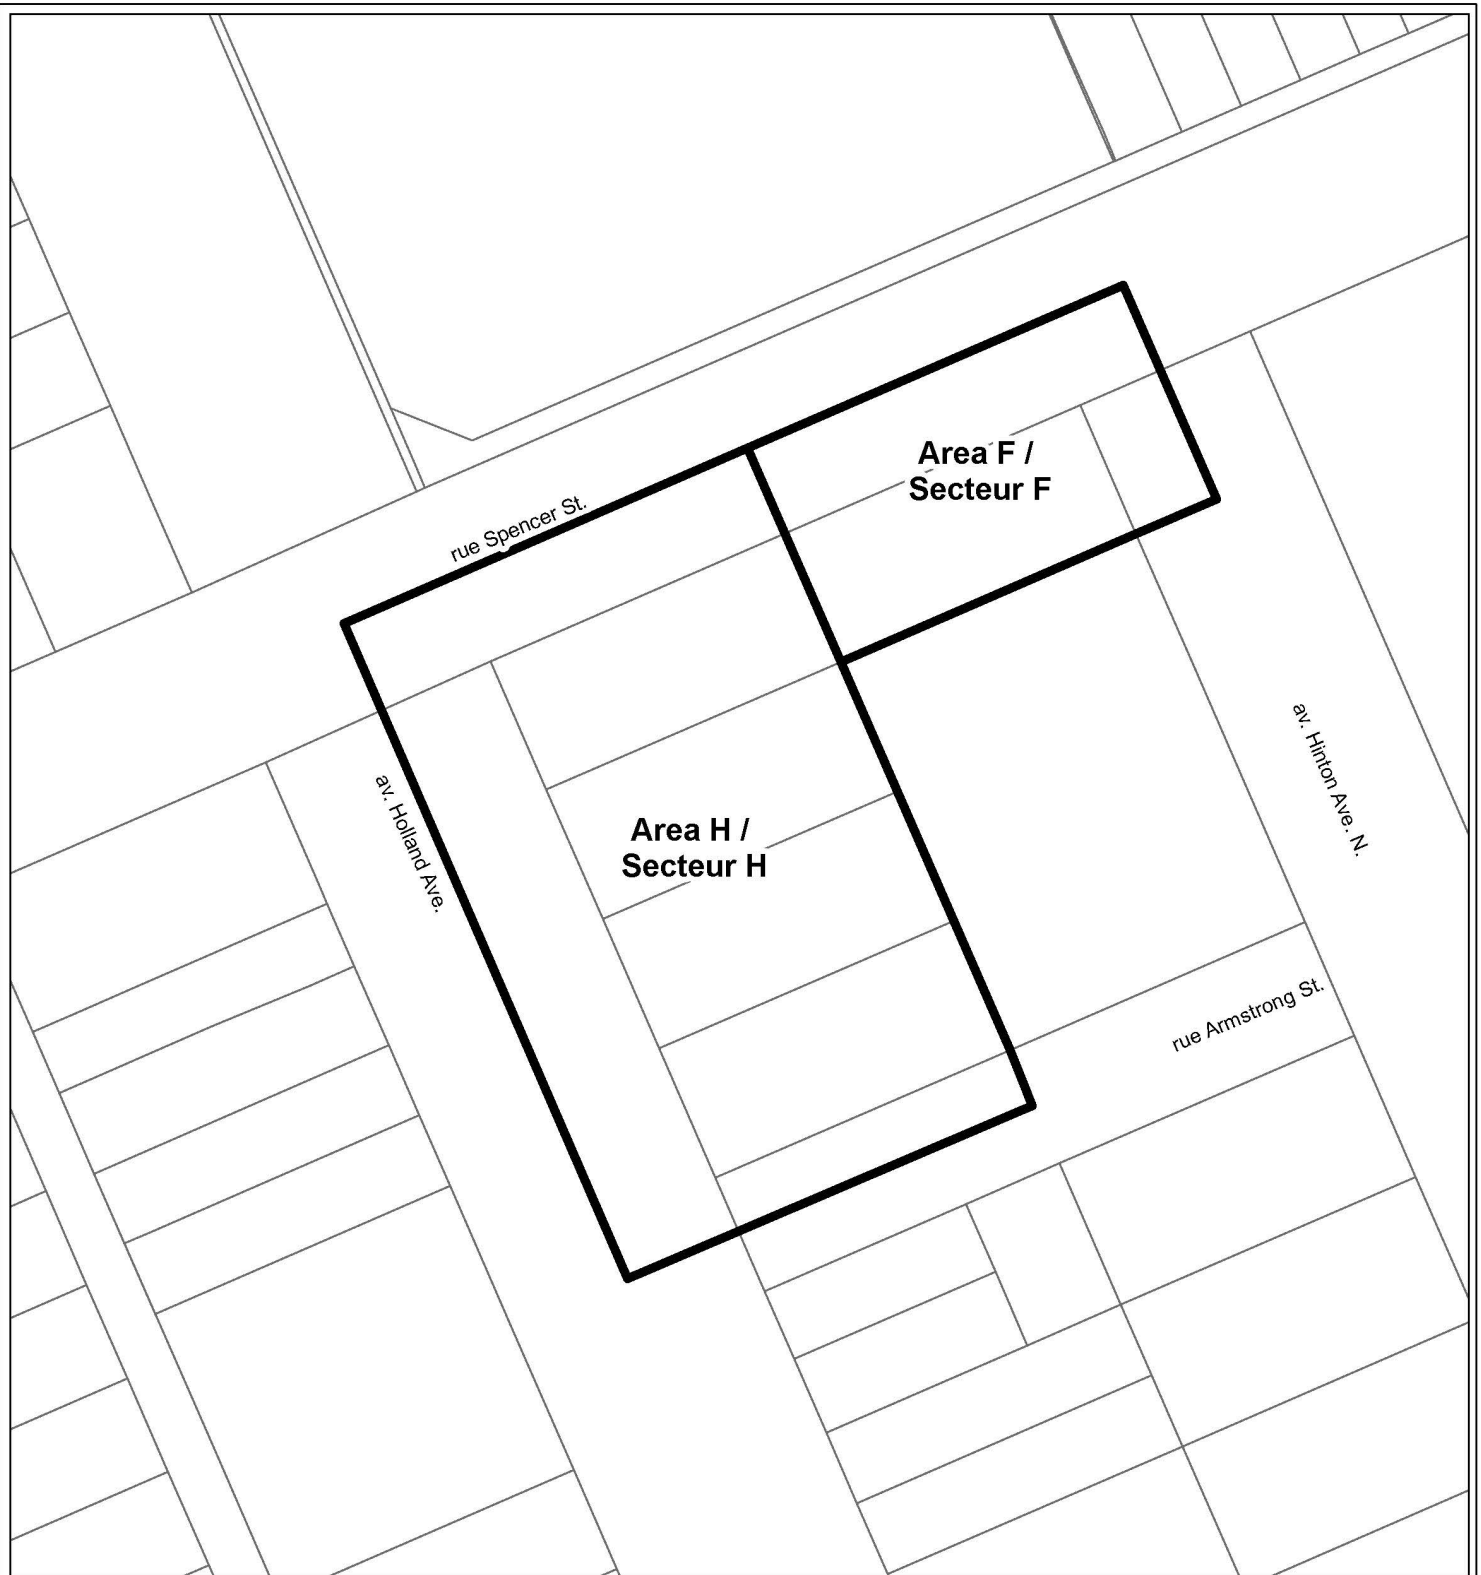 Area F /
Secteur F
rue Spencer St.
av. Hinton Ave. N.
av. Holland Ave.
Area H /
Secteur H
rue Armstrong St.